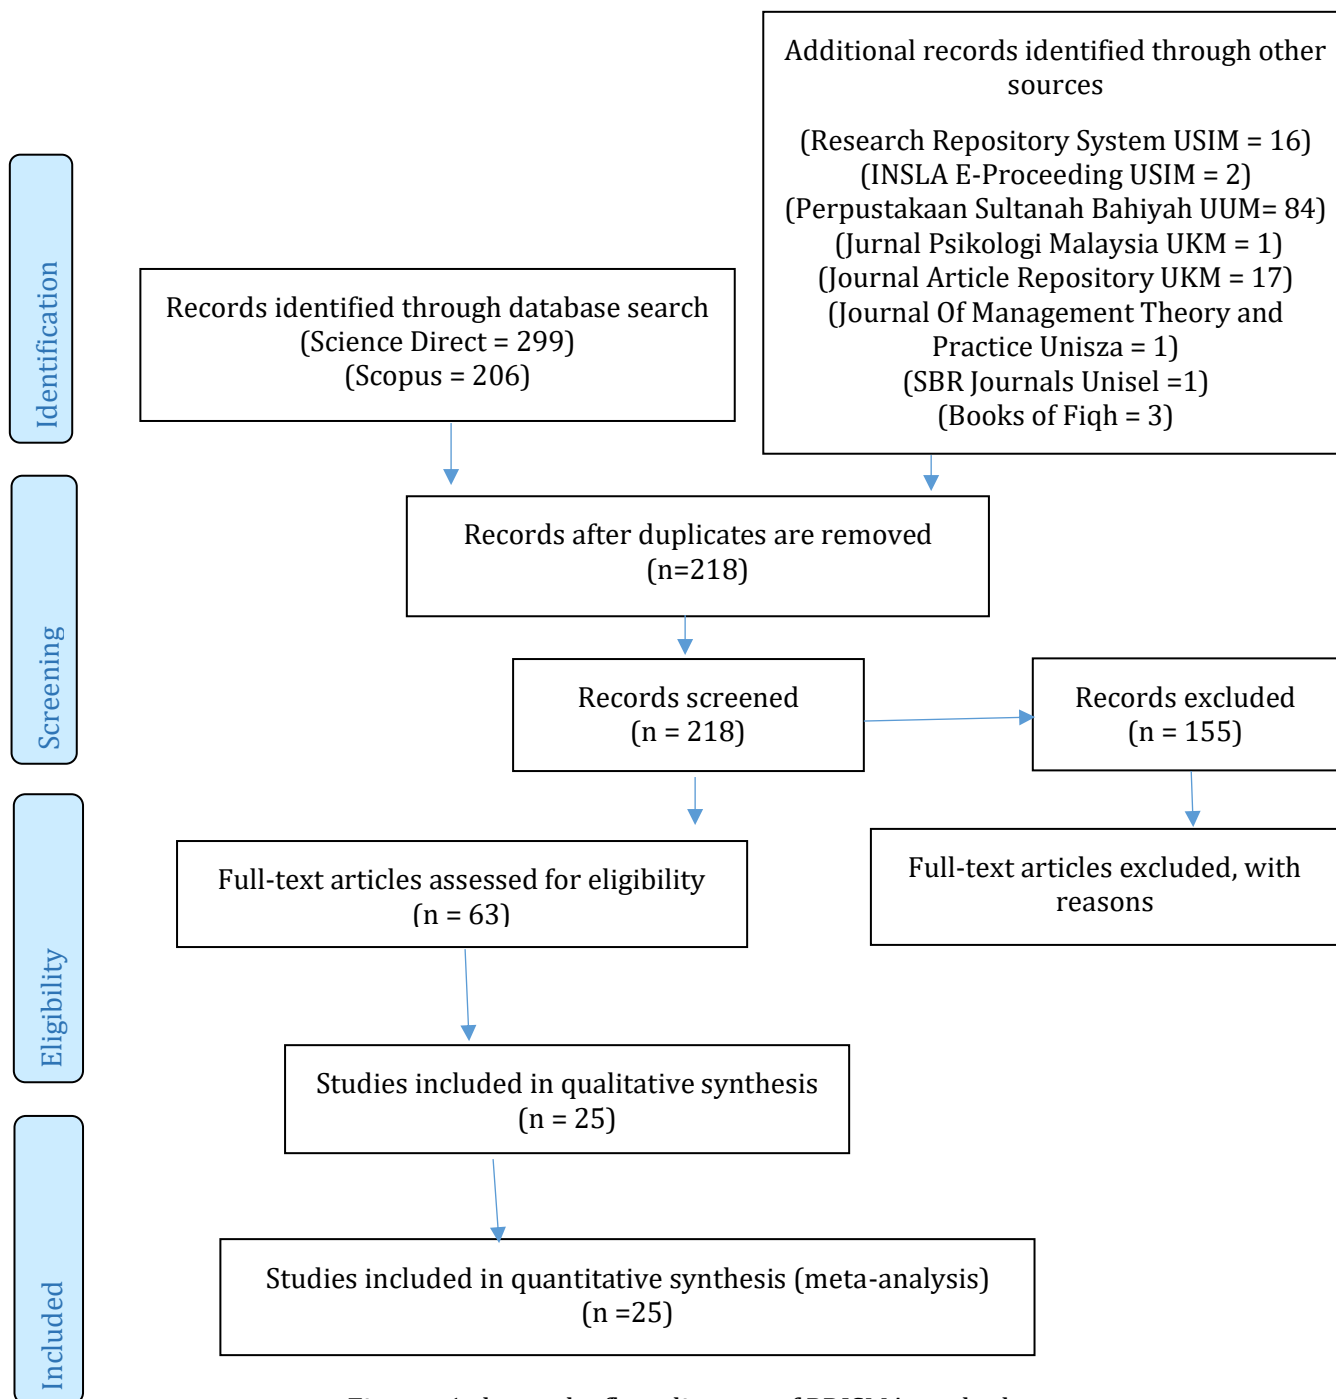 Additional records identified through other
sources
(Research Repository System USIM = 16)
(INSLA E-Proceeding USIM = 2)
(Perpustakaan Sultanah Bahiyah UUM= 84)
(Jurnal Psikologi Malaysia UKM = 1)
(Journal Article Repository UKM = 17)
(Journal Of Management Theory and
Practice Unisza = 1)
(SBR Journals Unisel =1)
(Books of Fiqh = 3)
Identification
Records identified through database search
(Science Direct = 299)
(Scopus = 206)
Screening
Records after duplicates are removed
(n=218)
Records screened
(n = 218)
Records excluded
(n = 155)
Eligibility
Full-text articles assessed for eligibility
(n = 63)
Full-text articles excluded, with
reasons
Studies included in qualitative synthesis
(n = 25)
Included
Studies included in quantitative synthesis (meta-analysis)
(n =25)